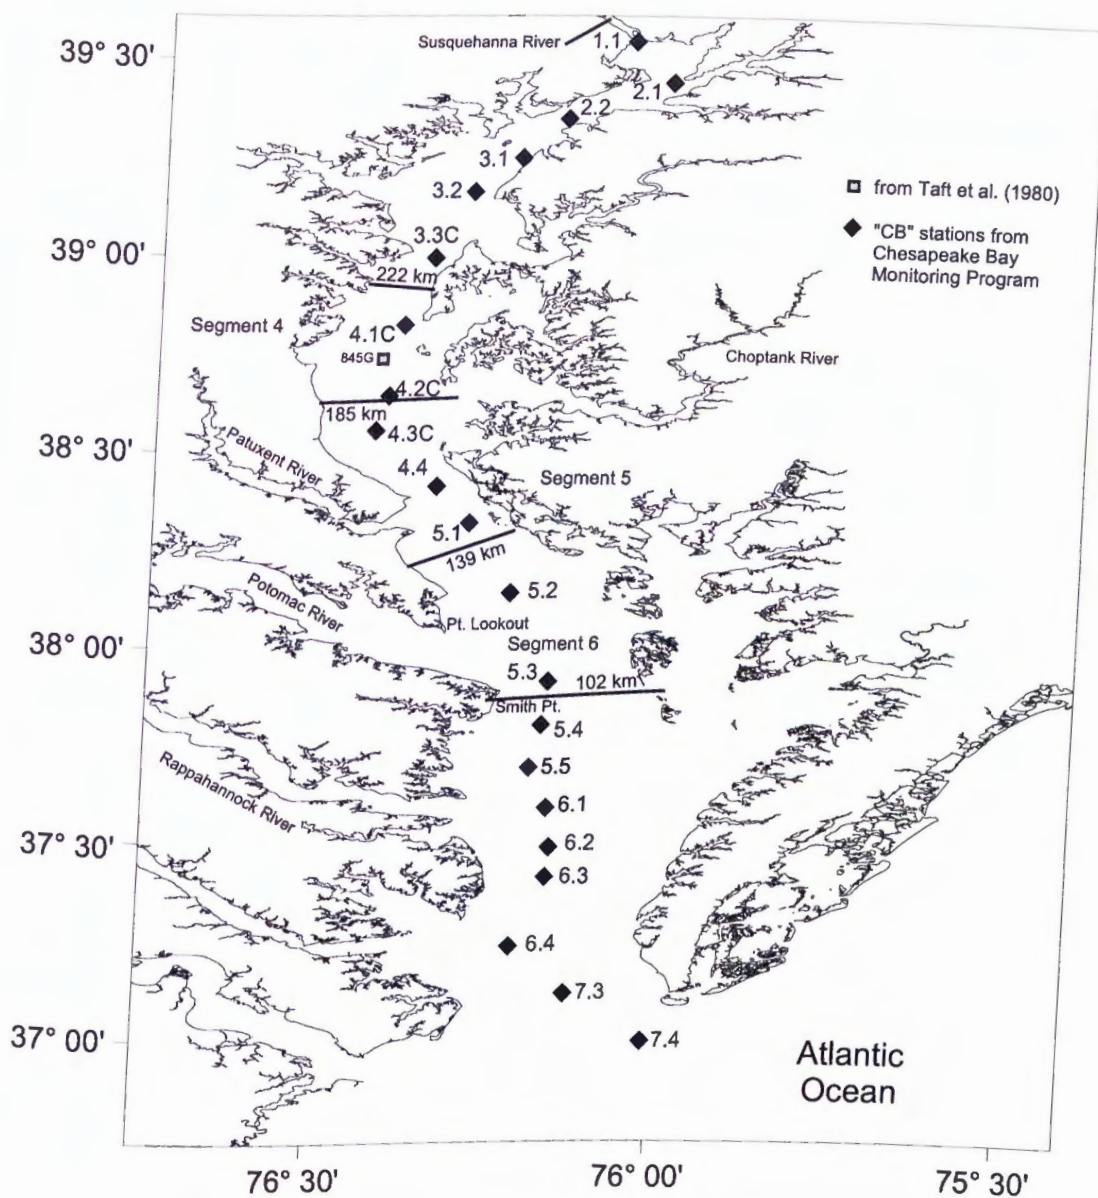 39° 30'
Susquehanna River
1.1
2.1
2.2
3.1
3.2
from Taft et al. (1980)
"CB" stations from
Chesapeake Bay
Monitoring Program
3.3C
39° 00'
222 km
Segment 4
4.1C
845G
Choptank River
4.2C
185 km
4.3C
38° 30'
Patuxent River
4.4
Segment 5
5.1
139 km
5.2
Potomac River
Pt. Lookout
38° 00'
Segment 6
5.3
102 km
Smith Pt.
5.4
5.5
Rappahannock River
6.1
37° 30'
6.2
6.3
6.4
7.3
37° 00'
7.4
Atlantic
Ocean
76° 30'
76° 00'
75° 30'